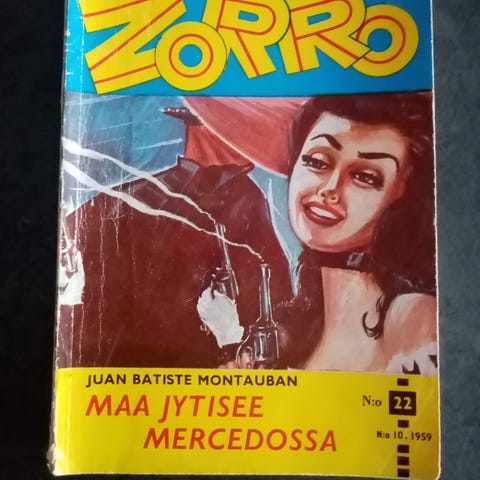 ZORRO
JUAN BATISTE MONTAUBAN
MAA JYTISEE
MERCEDOSSA
N:o 22
N:o 10. 1959